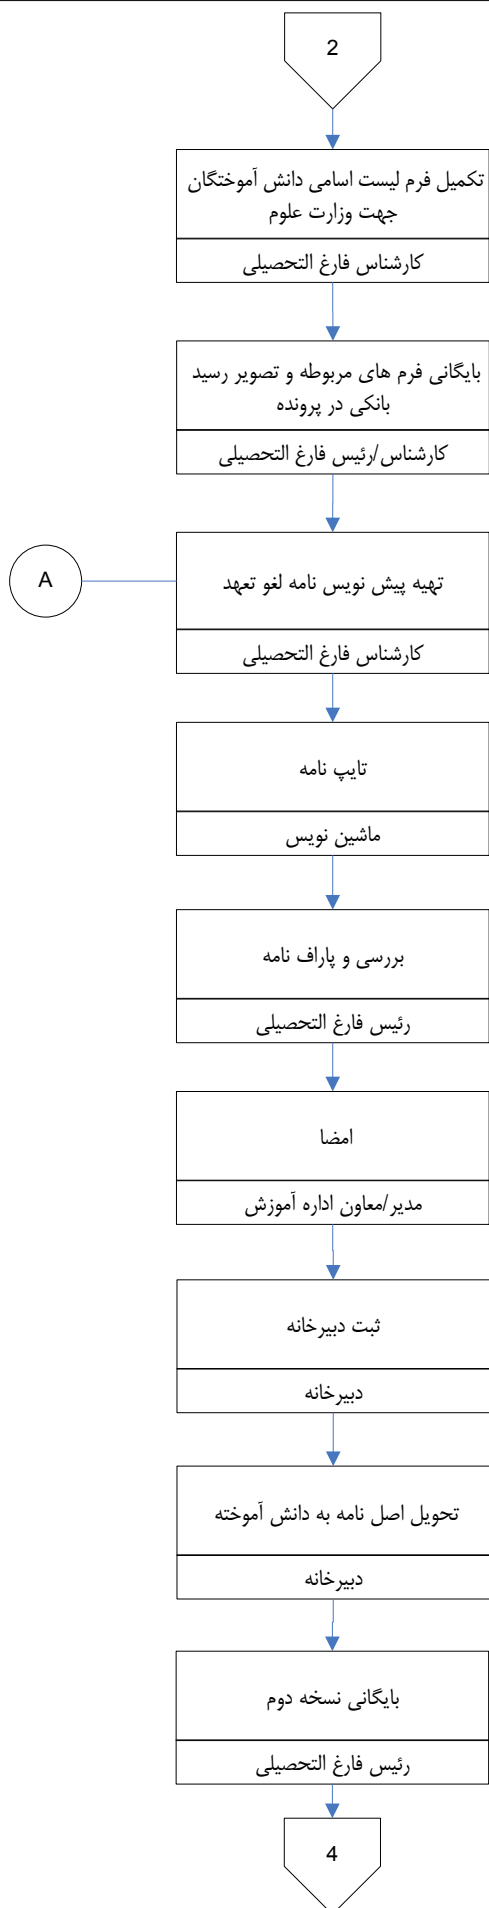 2
تکمیل فرم لیست اسامی دانش آموختگان
جهت وزارت علوم
کارشناس فارغ التحصیلی
بایگانی فرم های مربوطه و تصویر رسید
بانکی در پرونده
کارشناس/رئیس فارغ التحصیلی
A
تهیه پیش نویس نامه لغو تعهد
کارشناس فارغ التحصیلی
تایپ نامه
ماشین نویس
بررسی و پاراف نامه
رئیس فارغ التحصیلی
امضا
مدیر/معاون اداره آموزش
ثبت دبیرخانه
دبیرخانه
تحویل اصل نامه به دانش آموخته
دبیرخانه
بایگانی نسخه دوم
رئیس فارغ التحصیلی
4